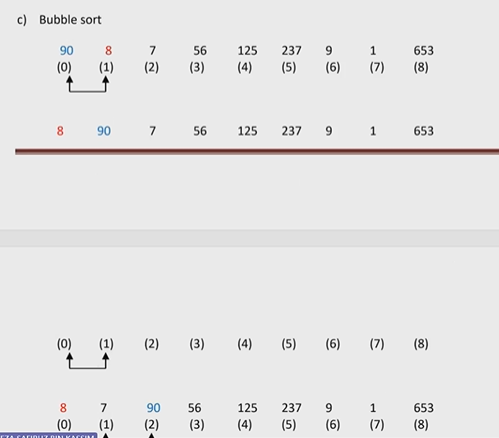 c) Bubble sort
90 8 7 56 125 237 9 1 653
(0) (1) (2) (3) (4) (5) (6) (7) (8)
8 90 7 56 125 237 9 1 653
(0) (1) (2) (3) (4) (5) (6) (7) (8)
8 7 90 56 125 237 9 1 653
(0) (1) (2) (3) (4) (5) (6) (7) (8)